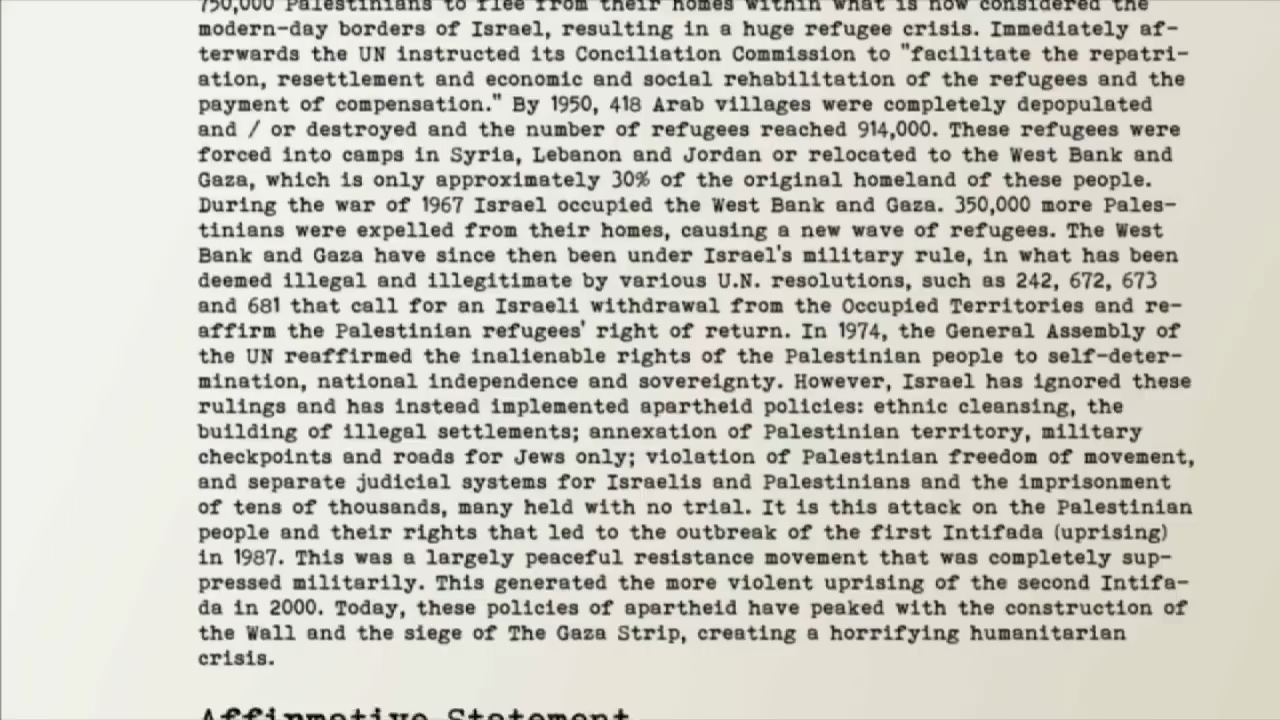 750,000 Palestinians to flee from their homes within what is now considered the
modern-day borders of Israel, resulting in a huge refugee crisis. Immediately af-
terwards the UN instructed its Conciliation Commission to "facilitate the repatri-
ation, resettlement and economic and social rehabilitation of the refugees and the
payment of compensation." By 1950, 418 Arab villages were completely depopulated
and / or destroyed and the number of refugees reached 914,000. These refugees were
forced into camps in Syria, Lebanon and Jordan or relocated to the West Bank and
Gaza, which is only approximately 30% of the original homeland of these people.
During the war of 1967 Israel occupied the West Bank and Gaza. 350,000 more Pales-
tinians were expelled from their homes, causing a new wave of refugees. The West
Bank and Gaza have since then been under Israel's military rule, in what has been
deemed illegal and illegitimate by various U.N. resolutions, such as 242, 672, 673
and 681 that call for an Israeli withdrawal from the Occupied Territories and re-
affirm the Palestinian refugees' right of return. In 1974, the General Assembly of
the UN reaffirmed the inalienable rights of the Palestinian people to self-deter-
mination, national independence and sovereignty. However, Israel has ignored these
rulings and has instead implemented apartheid policies: ethnic cleansing, the
building of illegal settlements; annexation of Palestinian territory, military
checkpoints and roads for Jews only; violation of Palestinian freedom of movement,
and separate judicial systems for Israelis and Palestinians and the imprisonment
of tens of thousands, many held with no trial. It is this attack on the Palestinian
people and their rights that led to the outbreak of the first Intifada (uprising)
in 1987. This was a largely peaceful resistance movement that was completely sup-
pressed militarily. This generated the more violent uprising of the second Intifa-
da in 2000. Today, these policies of apartheid have peaked with the construction of
the Wall and the siege of The Gaza Strip, creating a horrifying humanitarian
crisis.
Affirmative Statement